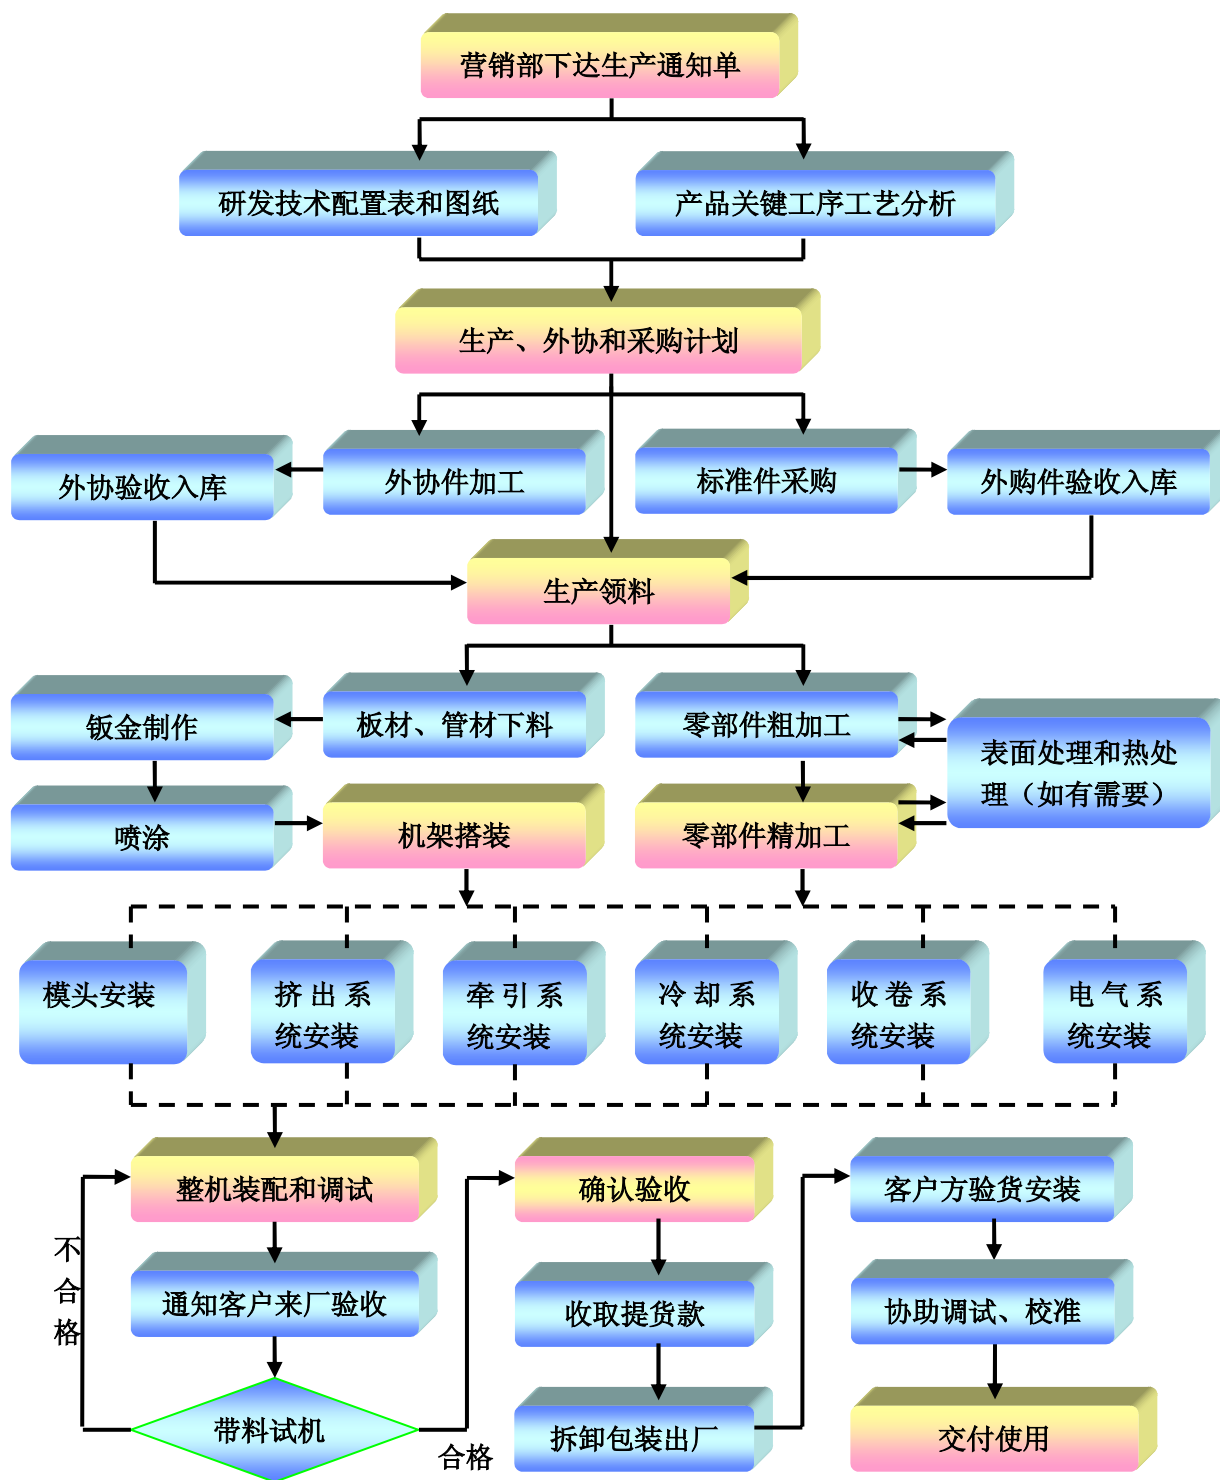 营销部下达生产通知单
研发技术配置表和图纸
产品关键工序工艺分析
生产、外协和采购计划
外协验收入库
外协件加工
标准件采购
外购件验收入库
生产领料
钣金制作
板材、管材下料
零部件粗加工
表面处理和热处
理（如有需要）
喷涂
机架搭装
零部件精加工
模头安装
挤出系
统安装
牵引系
统安装
冷却系
统安装
收卷系
统安装
电气系
统安装
整机装配和调试
确认验收
客户方验货安装
不
合
格
通知客户来厂验收
收取提货款
协助调试、校准
带料试机
合格
拆卸包装出厂
交付使用